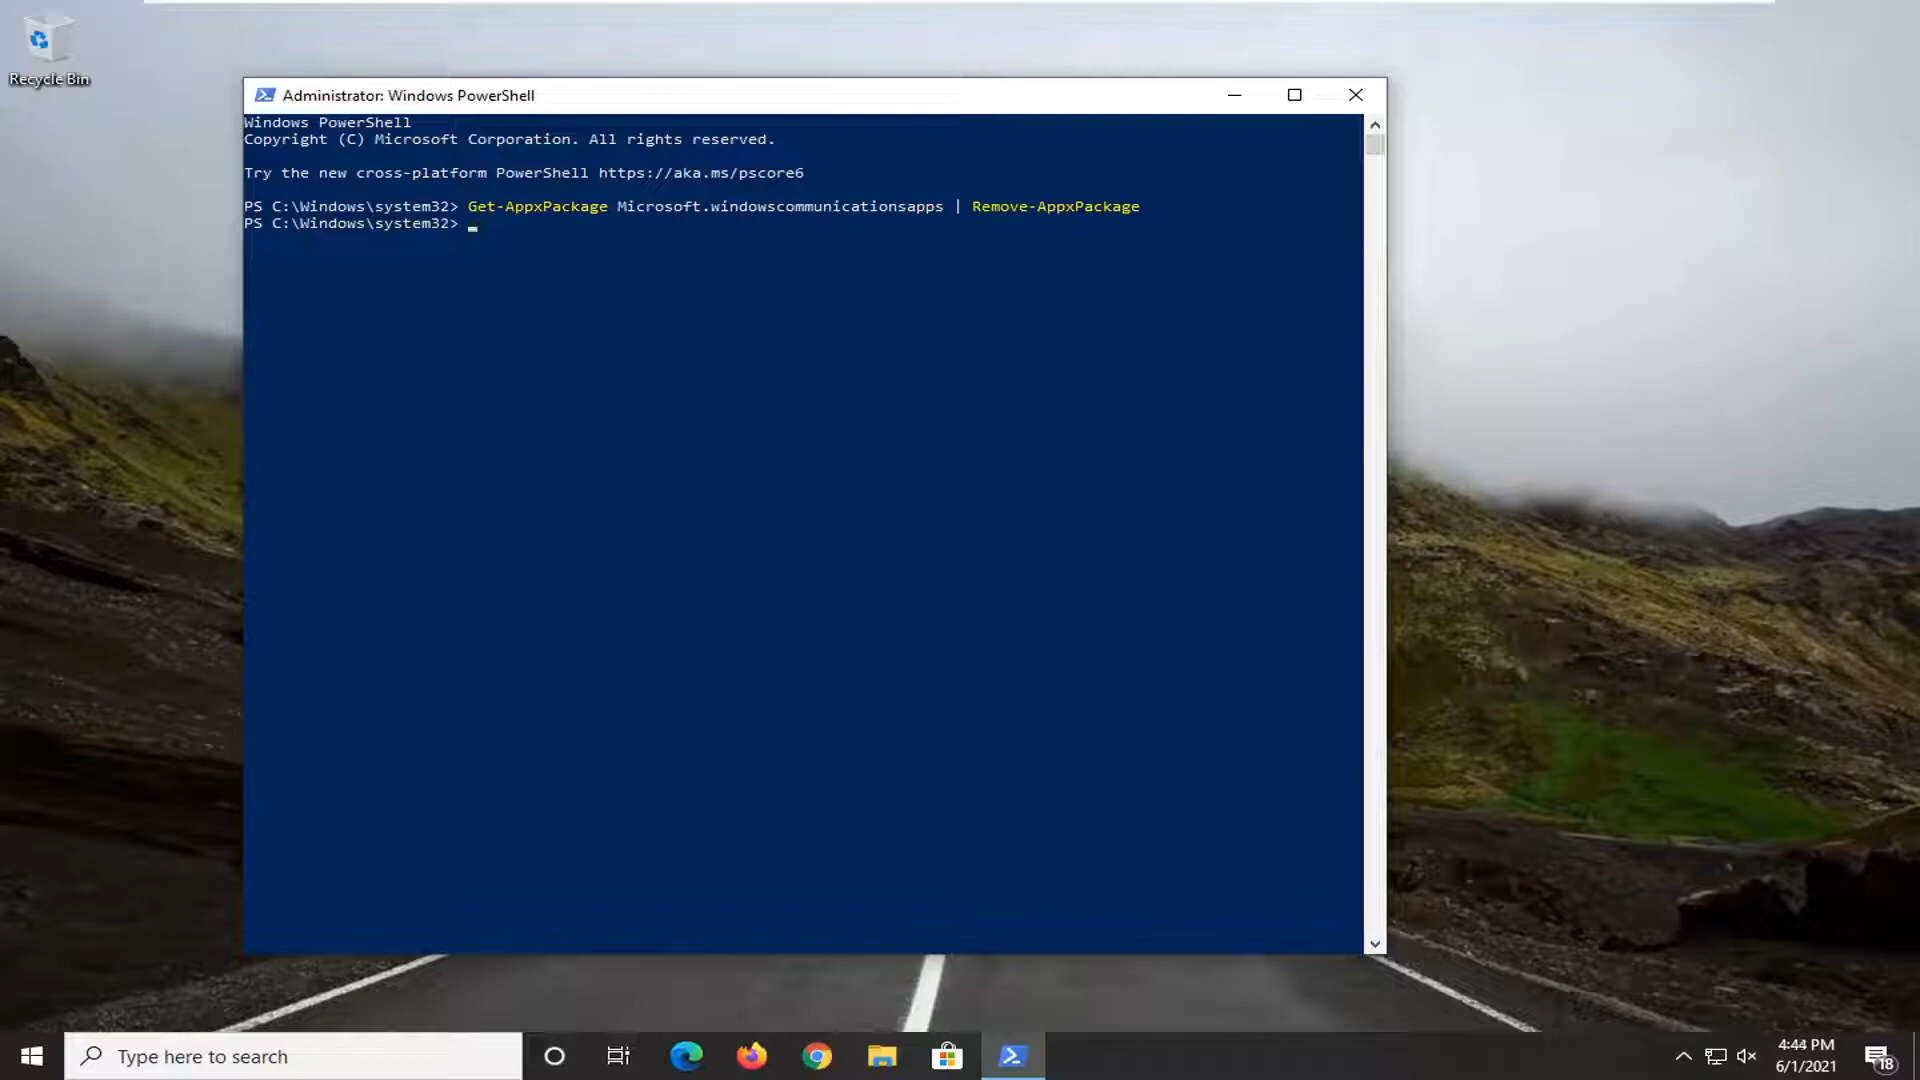 Recycle Bin
Administrator: Windows PowerShell
Windows PowerShell
Copyright (C) Microsoft Corporation. All rights reserved.
Try the new cross-platform PowerShell https://aka.ms/pscore6
PS C:\Windows\system32> Get-AppxPackage Microsoft.windowscommunicationsapps | Remove-AppxPackage
PS C:\Windows\system32>
Type here to search
4:44 PM
6/1/2021
18